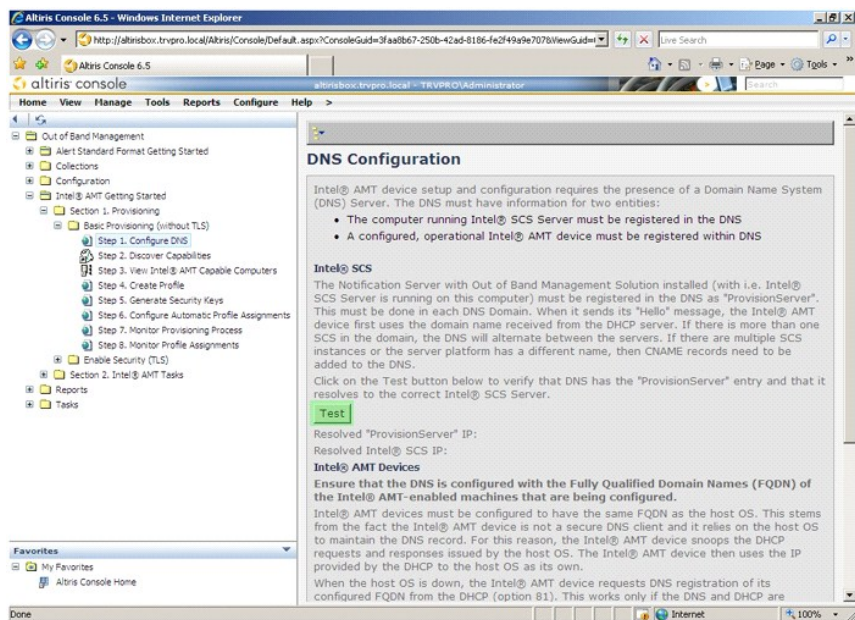 Altiris Console 6.5 - Windows Internet Explorer
http://altirisbox.trvpro.local/Altiris/Console/Default.aspx?ConsoleGuid=3faa8b67-250b-42ad-8186-fe2f49a9e707&ViewGuid=
Live Search
Altiris Console 6.5
Page
Tools
altiris console
altirisbox.trvpro.local - TRVPRO\Administrator
Search
Home View Manage Tools Reports Configure Help >
Out of Band Management
Alert Standard Format Getting Started
Collections
Configuration
Intel® AMT Getting Started
Section 1. Provisioning
Basic Provisioning (without TLS)
Step 1. Configure DNS
Step 2. Discover Capabilities
Step 3. View Intel® AMT Capable Computers
Step 4. Create Profile
Step 5. Generate Security Keys
Step 6. Configure Automatic Profile Assignments
Step 7. Monitor Provisioning Process
Step 8. Monitor Profile Assignments
Enable Security (TLS)
Section 2. Intel® AMT Tasks
Reports
Tasks
Favorites
My Favorites
Altiris Console Home
DNS Configuration
Intel® AMT device setup and configuration requires the presence of a Domain Name System
(DNS) Server. The DNS must have information for two entities:
• The computer running Intel® SCS Server must be registered in the DNS
• A configured, operational Intel® AMT device must be registered within DNS
Intel® SCS
The Notification Server with Out of Band Management Solution installed (with i.e. Intel®
SCS Server is running on this computer) must be registered in the DNS as "ProvisionServer".
This must be done in each DNS Domain. When it sends its "Hello" message, the Intel® AMT
device first uses the domain name received from the DHCP server. If there is more than one
SCS in the domain, the DNS will alternate between the servers. If there are multiple SCS
instances or the server platform has a different name, then CNAME records need to be
added to the DNS.
Click on the Test button below to verify that DNS has the "ProvisionServer" entry and that it
resolves to the correct Intel® SCS Server.
Test
Resolved "ProvisionServer" IP:
Resolved Intel® SCS IP:
Intel® AMT Devices
Ensure that the DNS is configured with the Fully Qualified Domain Names (FQDN) of
the Intel® AMT-enabled machines that are being configured.
Intel® AMT devices must be configured to have the same FQDN as the host OS. This stems
from the fact the Intel® AMT device is not a secure DNS client and it relies on the host OS
to maintain the DNS record. For this reason, the Intel® AMT device snoops the DHCP
requests and responses issued by the host OS. The Intel® AMT device then uses the IP
provided by the DHCP to the host OS as its own.
When the host OS is down, the Intel® AMT device requests DNS registration of its
configured FQDN from the DHCP (option 81). This works only if the DNS and DHCP are
Done
Internet
100%